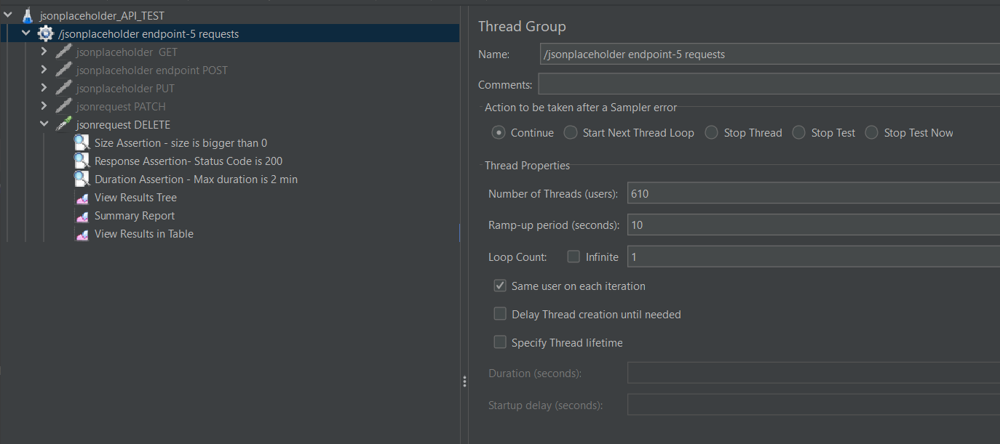 jsonplaceholder_API_TEST
/jsonplaceholder endpoint-5 requests
jsonplaceholder  GET
jsonplaceholder endpoint POST
jsonplaceholder PUT
jsonrequest PATCH
jsonrequest DELETE
Size Assertion - size is bigger than 0
Response Assertion- Status Code is 200
Duration Assertion - Max duration is 2 min
View Results Tree
Summary Report
View Results in Table
Thread Group
Name: /jsonplaceholder endpoint-5 requests
Comments:
Action to be taken after a Sampler error
Continue Start Next Thread Loop Stop Thread Stop Test Stop Test Now
Thread Properties
Number of Threads (users): 610
Ramp-up period (seconds): 10
Loop Count: Infinite 1
Same user on each iteration
Delay Thread creation until needed
Specify Thread lifetime
Duration (seconds):
Startup delay (seconds):